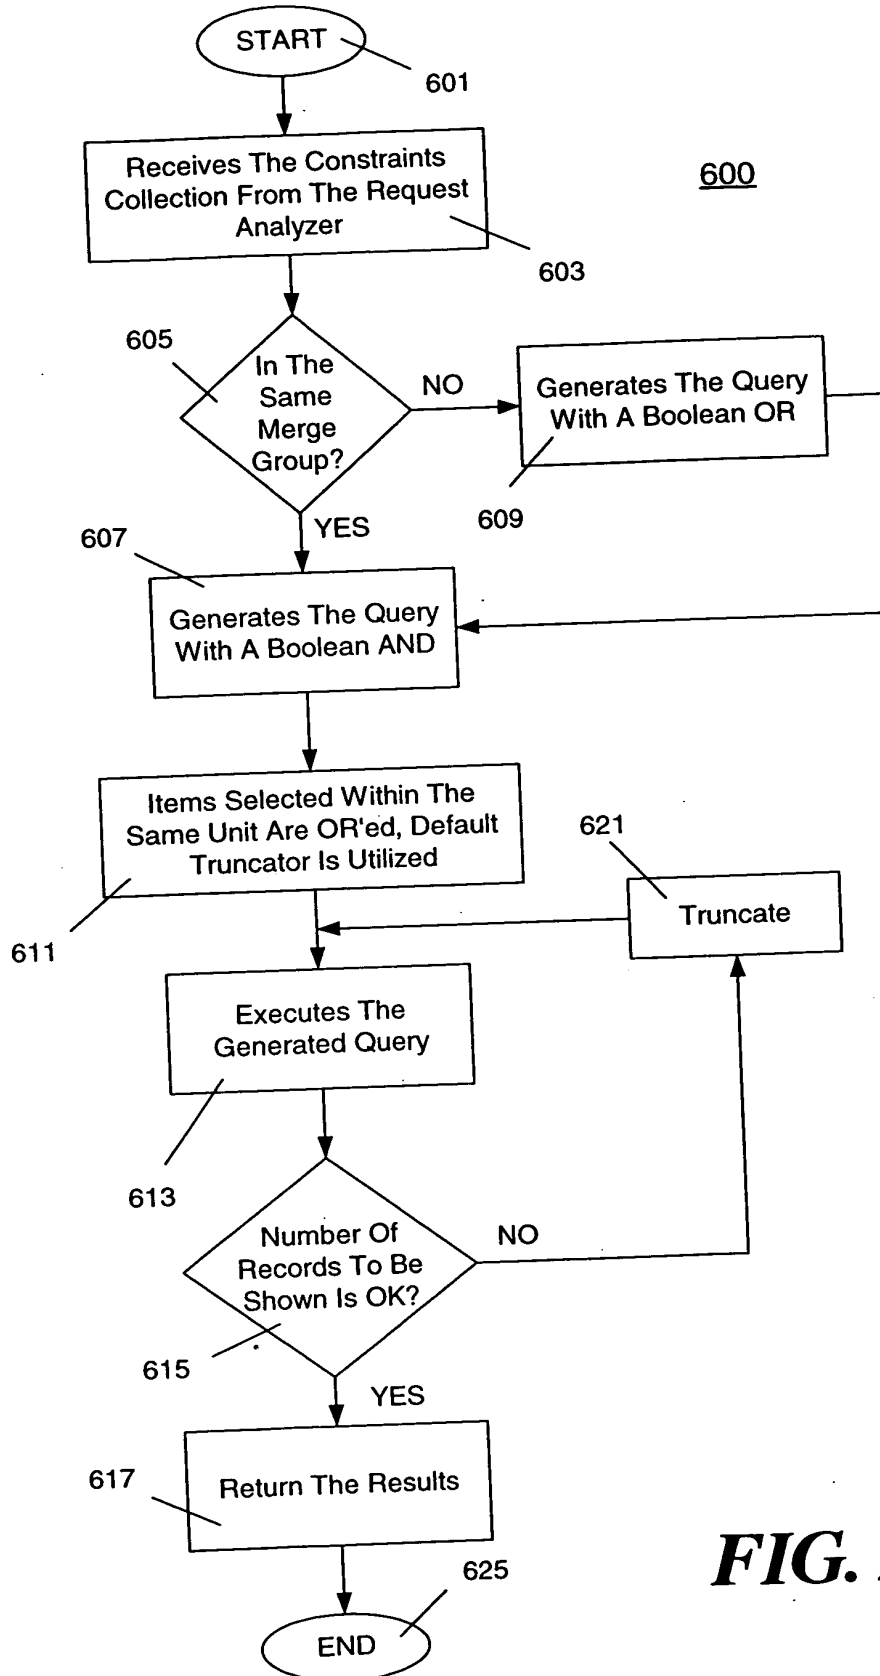 START
601
Receives The Constraints
Collection From The Request
Analyzer
600
603
605
In The
Same
Merge
Group?
NO
Generates The Query
With A Boolean OR
609
YES
607
Generates The Query
With A Boolean AND
Items Selected Within The
Same Unit Are OR'ed, Default
Truncator Is Utilized
611
621
Truncate
Executes The
Generated Query
613
Number Of
Records To Be
Shown Is OK?
NO
615
YES
617
Return The Results
FIG.
625
END